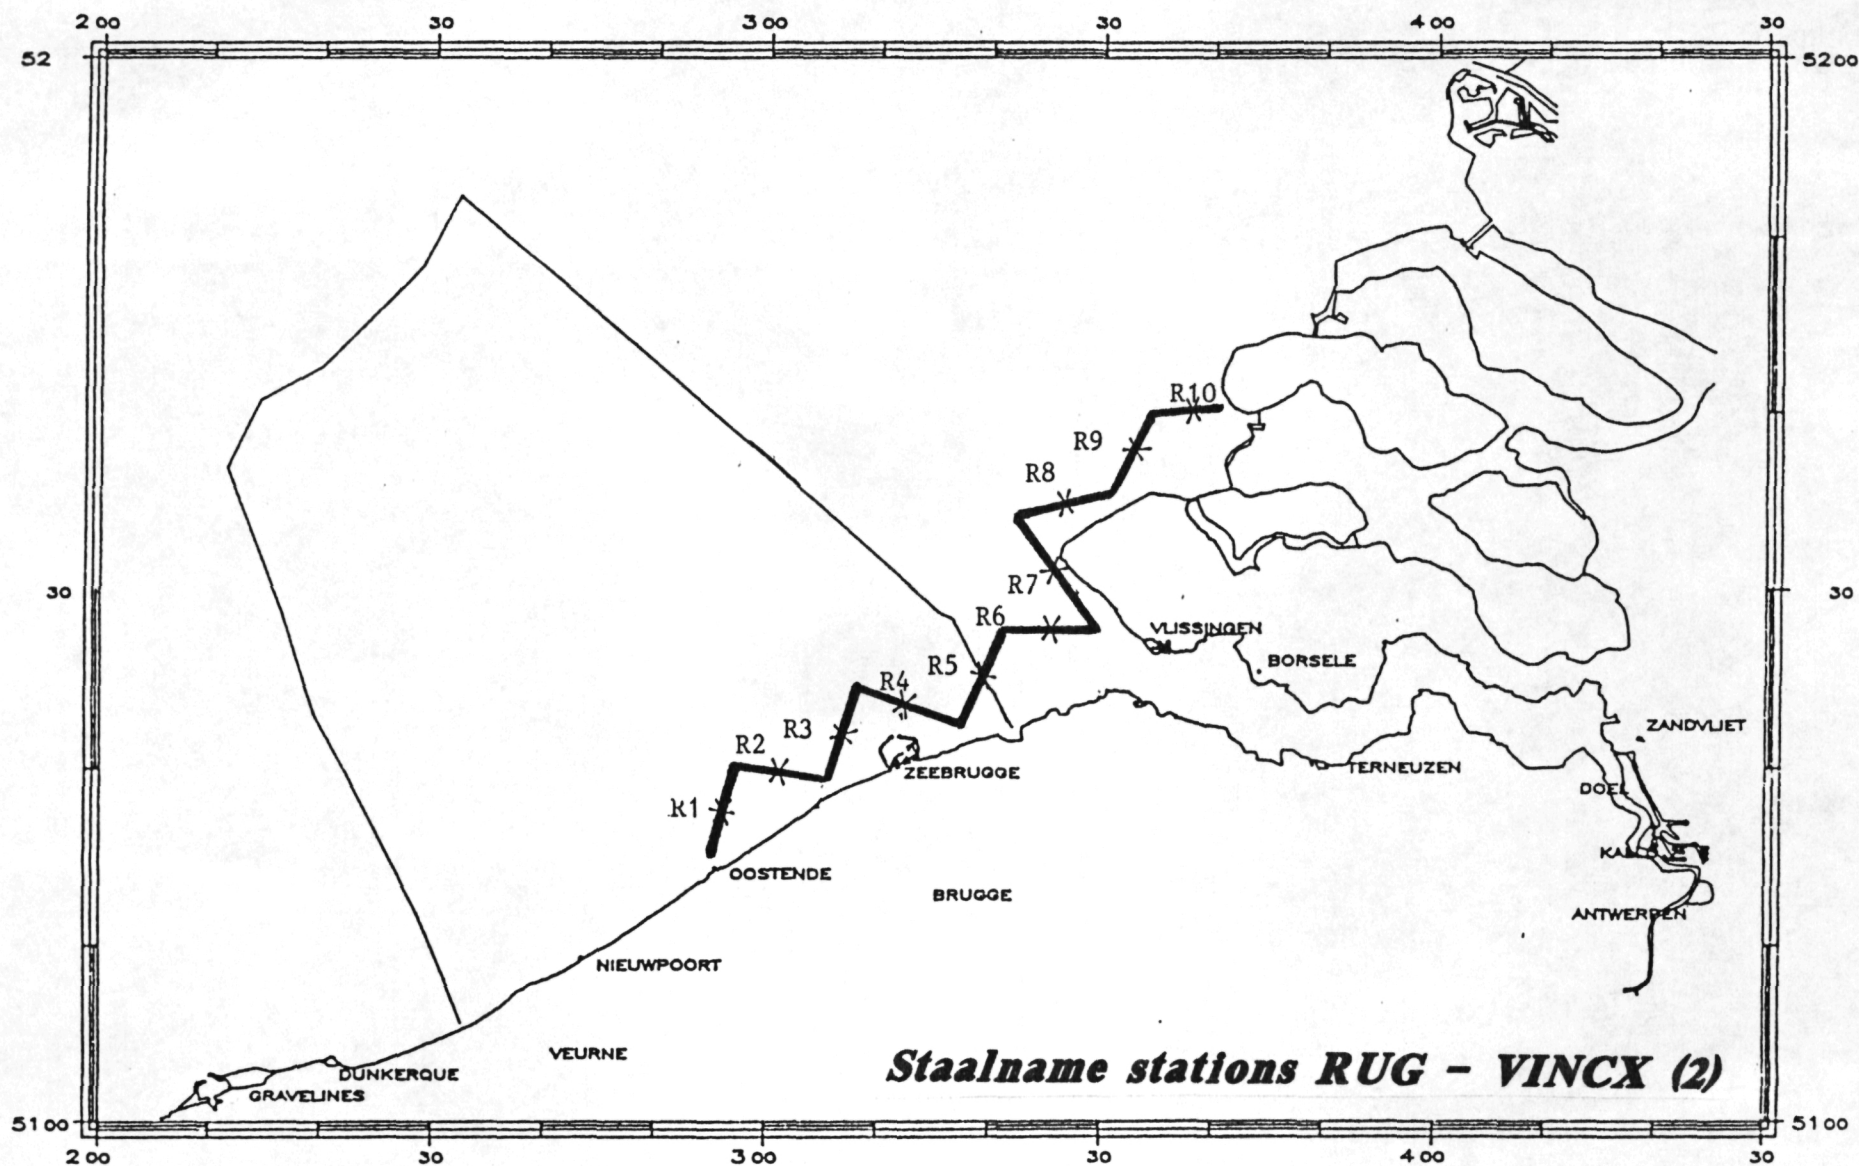 2 00 30 3 00 30 4 00 30
52 52 00
R10
R9
R8
30 30
R7
R6
VLISSINGEN
BORSELE
R5
R4
ZANDVLIET
R3
R2
TERNEUZEN
ZEEBRUGGE
DOEL
R1
OOSTENDE
BRUGGE
ANTWERPEN
NIEUWPOORT
VEURNE
DUNKERQUE
Staalname stations RUG - VINCX (2)
GRAVELINES
51 00 51 00
2 00 30 3 00 30 4 00 30